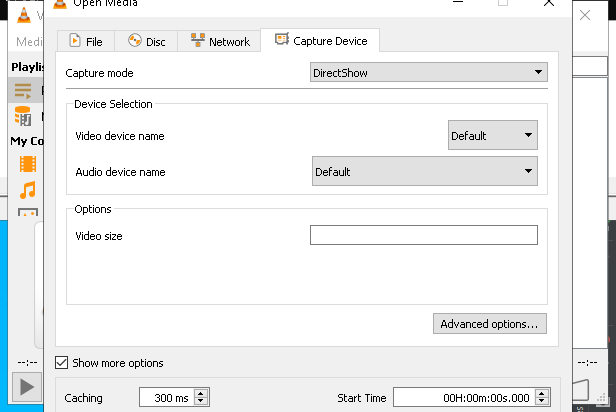 Open Media
V
Medi
File
Disc
Network
Capture Device
Playlis
Capture mode
DirectShow
Device Selection
Video device name
Default
My Co
Audio device name
Default
Options
Video size
Advanced options...
--:--
Show more options
--:--
Caching
300 ms
Start Time
00H:00m:00s.000